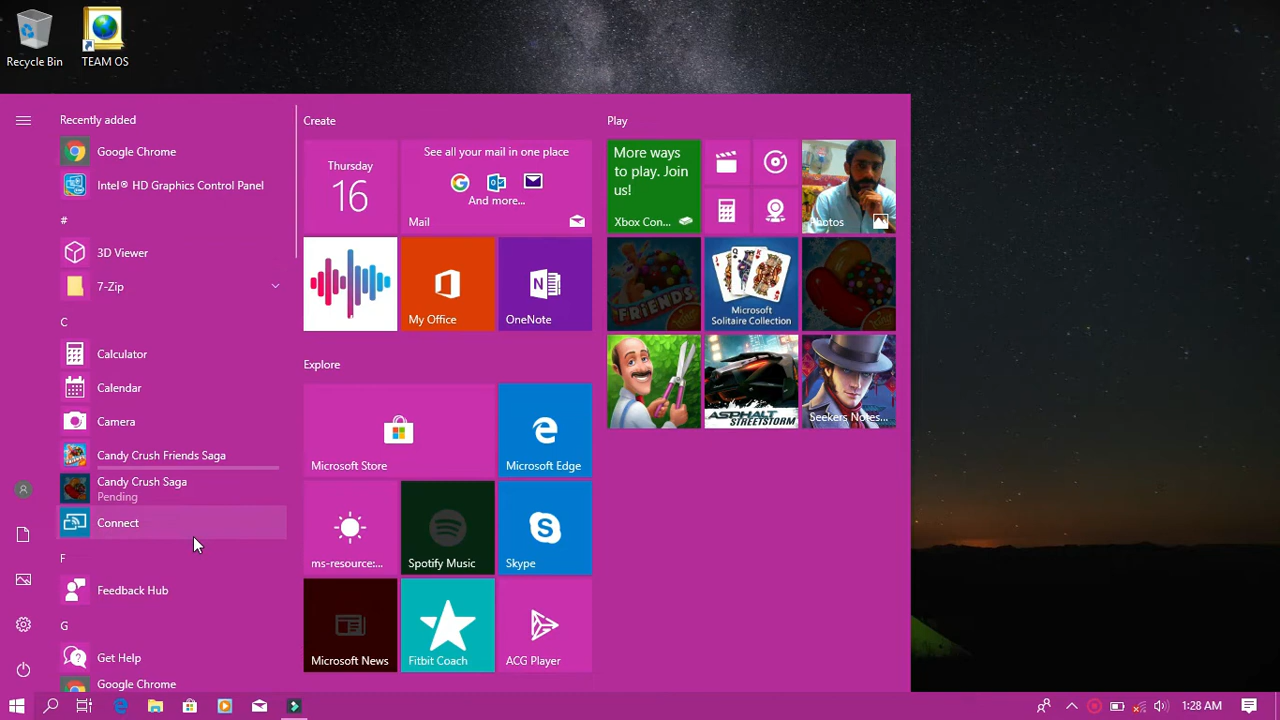 Recycle Bin
TEAM OS
Recently added
Google Chrome
Intel® HD Graphics Control Panel
#
3D Viewer
7-Zip
C
Calculator
Calendar
Camera
Candy Crush Friends Saga
Candy Crush Saga
Pending
Connect
F
Feedback Hub
G
Get Help
Google Chrome
Create
Thursday
16
See all your mail in one place
And more...
Mail
My Office
OneNote
Explore
Microsoft Store
Microsoft Edge
ms-resource:...
Spotify Music
Skype
Microsoft News
Fitbit Coach
ACG Player
Play
More ways
to play. Join
us!
Xbox Con...
Photos
FRIENDS
Microsoft
Solitaire Collection
King
ASPHALT
STREETSTORM
Seekers Notes...
1:28 AM